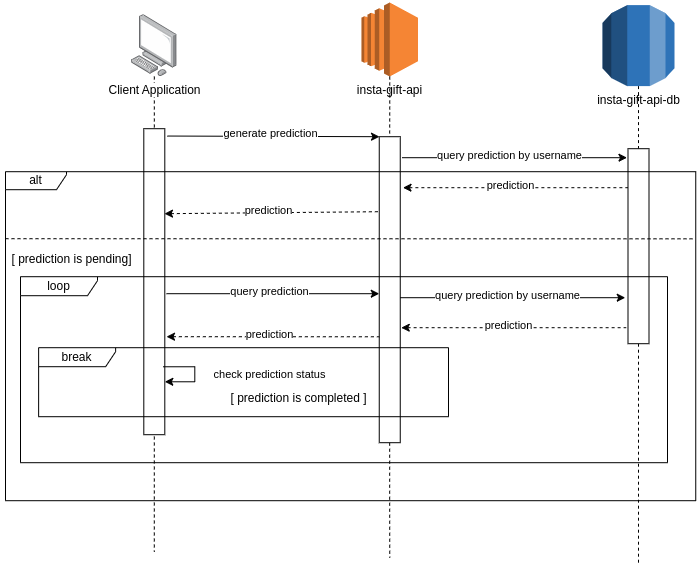 Client Application
insta-gift-api
insta-gift-api-db
generate prediction
query prediction by username
alt
prediction
prediction
[ prediction is pending]
loop
query prediction
query prediction by username
prediction
prediction
break
check prediction status
[ prediction is completed ]